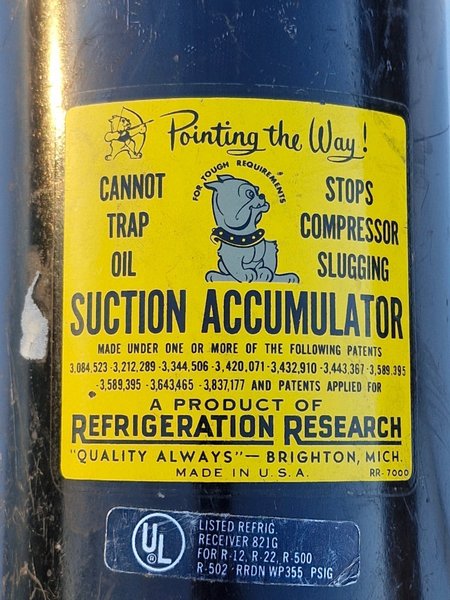 Pointing the Way!
FOR TOUGH REQUIREMENTS
CANNOT
TRAP
OIL
STOPS
COMPRESSOR
SLUGGING
SUCTION ACCUMULATOR
MADE UNDER ONE OR MORE OF THE FOLLOWING PATENTS
3,084,523 -3,212,289 -3,344,506 -3,420,071 -3,432,910 -3,443,367 -3,589,395
-3,589,395 -3,643,465 -3,837,177 AND PATENTS APPLIED FOR
A PRODUCT OF
REFRIGERATION RESEARCH
"QUALITY ALWAYS" — BRIGHTON, MICH.
MADE IN U.S.A. RR-7000
UL
LISTED REFRIG.
RECEIVER 821G
FOR R-12, R-22, R-500
R-502 RRDN WP355 PSIG